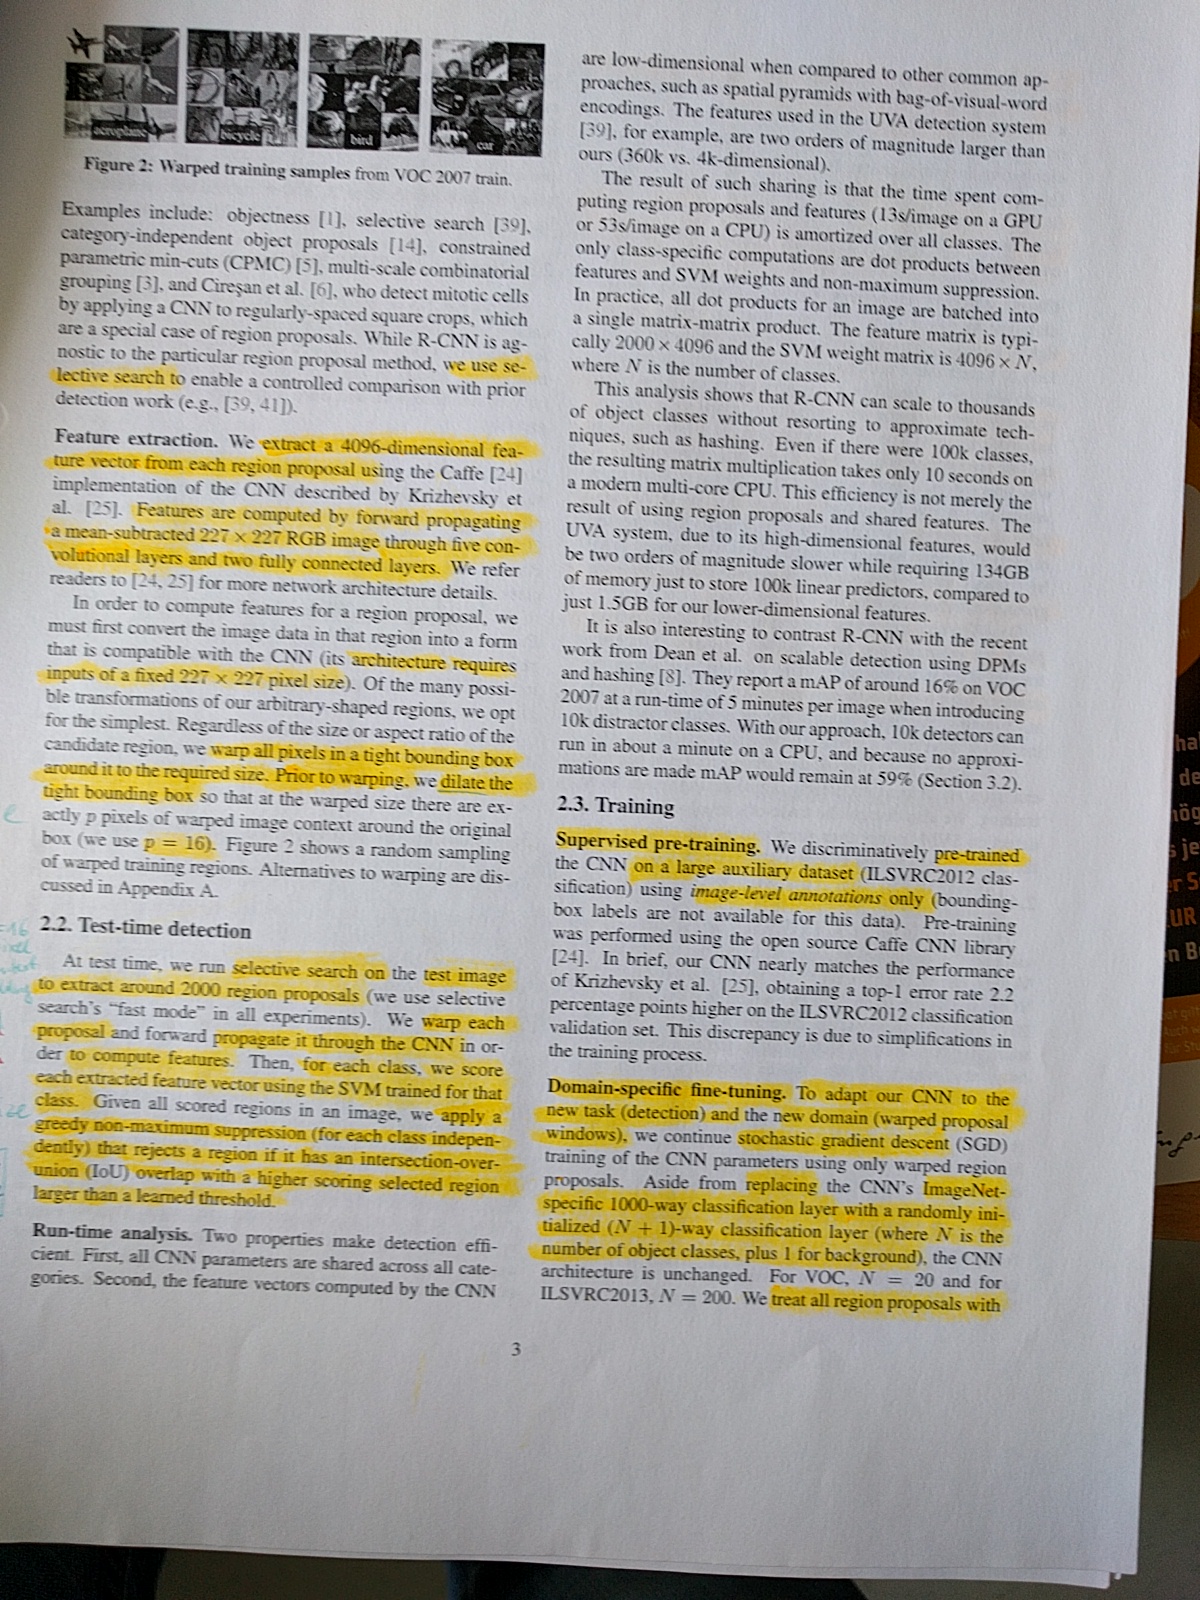 aeroplane
bicycle
bird
car
Figure 2: Warped training samples from VOC 2007 train.
Examples include: objectness [1], selective search [39],
category-independent object proposals [14], constrained
parametric min-cuts (CPMC) [5], multi-scale combinatorial
grouping [3], and Cireşan et al. [6], who detect mitotic cells
by applying a CNN to regularly-spaced square crops, which
are a special case of region proposals. While R-CNN is ag-
nostic to the particular region proposal method, we use se-
lective search to enable a controlled comparison with prior
detection work (e.g., [39, 41]).
Feature extraction. We extract a 4096-dimensional fea-
ture vector from each region proposal using the Caffe [24]
implementation of the CNN described by Krizhevsky et
al. [25]. Features are computed by forward propagating
a mean-subtracted 227 × 227 RGB image through five con-
volutional layers and two fully connected layers. We refer
readers to [24, 25] for more network architecture details.
In order to compute features for a region proposal, we
must first convert the image data in that region into a form
that is compatible with the CNN (its architecture requires
inputs of a fixed 227 × 227 pixel size). Of the many possi-
ble transformations of our arbitrary-shaped regions, we opt
for the simplest. Regardless of the size or aspect ratio of the
candidate region, we warp all pixels in a tight bounding box
around it to the required size. Prior to warping, we dilate the
tight bounding box so that at the warped size there are ex-
actly p pixels of warped image context around the original
box (we use p = 16). Figure 2 shows a random sampling
of warped training regions. Alternatives to warping are dis-
cussed in Appendix A.
2.2. Test-time detection
At test time, we run selective search on the test image
to extract around 2000 region proposals (we use selective
search's “fast mode” in all experiments). We warp each
proposal and forward propagate it through the CNN in or-
der to compute features. Then, for each class, we score
each extracted feature vector using the SVM trained for that
class. Given all scored regions in an image, we apply a
greedy non-maximum suppression (for each class indepen-
dently) that rejects a region if it has an intersection-over-
union (IoU) overlap with a higher scoring selected region
larger than a learned threshold.
Run-time analysis. Two properties make detection effi-
cient. First, all CNN parameters are shared across all cate-
gories. Second, the feature vectors computed by the CNN
are low-dimensional when compared to other common ap-
proaches, such as spatial pyramids with bag-of-visual-word
encodings. The features used in the UVA detection system
[39], for example, are two orders of magnitude larger than
ours (360k vs. 4k-dimensional).
The result of such sharing is that the time spent com-
puting region proposals and features (13s/image on a GPU
or 53s/image on a CPU) is amortized over all classes. The
only class-specific computations are dot products between
features and SVM weights and non-maximum suppression.
In practice, all dot products for an image are batched into
a single matrix-matrix product. The feature matrix is typi-
cally 2000 × 4096 and the SVM weight matrix is 4096 × N,
where N is the number of classes.
This analysis shows that R-CNN can scale to thousands
of object classes without resorting to approximate tech-
niques, such as hashing. Even if there were 100k classes,
the resulting matrix multiplication takes only 10 seconds on
a modern multi-core CPU. This efficiency is not merely the
result of using region proposals and shared features. The
UVA system, due to its high-dimensional features, would
be two orders of magnitude slower while requiring 134GB
of memory just to store 100k linear predictors, compared to
just 1.5GB for our lower-dimensional features.
It is also interesting to contrast R-CNN with the recent
work from Dean et al. on scalable detection using DPMs
and hashing [8]. They report a mAP of around 16% on VOC
2007 at a run-time of 5 minutes per image when introducing
10k distractor classes. With our approach, 10k detectors can
run in about a minute on a CPU, and because no approxi-
mations are made mAP would remain at 59% (Section 3.2).
2.3. Training
Supervised pre-training. We discriminatively pre-trained
the CNN on a large auxiliary dataset (ILSVRC2012 clas-
sification) using image-level annotations only (bounding-
box labels are not available for this data). Pre-training
was performed using the open source Caffe CNN library
[24]. In brief, our CNN nearly matches the performance
of Krizhevsky et al. [25], obtaining a top-1 error rate 2.2
percentage points higher on the ILSVRC2012 classification
validation set. This discrepancy is due to simplifications in
the training process.
Domain-specific fine-tuning. To adapt our CNN to the
new task (detection) and the new domain (warped proposal
windows), we continue stochastic gradient descent (SGD)
training of the CNN parameters using only warped region
proposals. Aside from replacing the CNN's ImageNet-
specific 1000-way classification layer with a randomly ini-
tialized (N + 1)-way classification layer (where N is the
number of object classes, plus 1 for background), the CNN
architecture is unchanged. For VOC, N = 20 and for
ILSVRC2013, N = 200. We treat all region proposals with
3